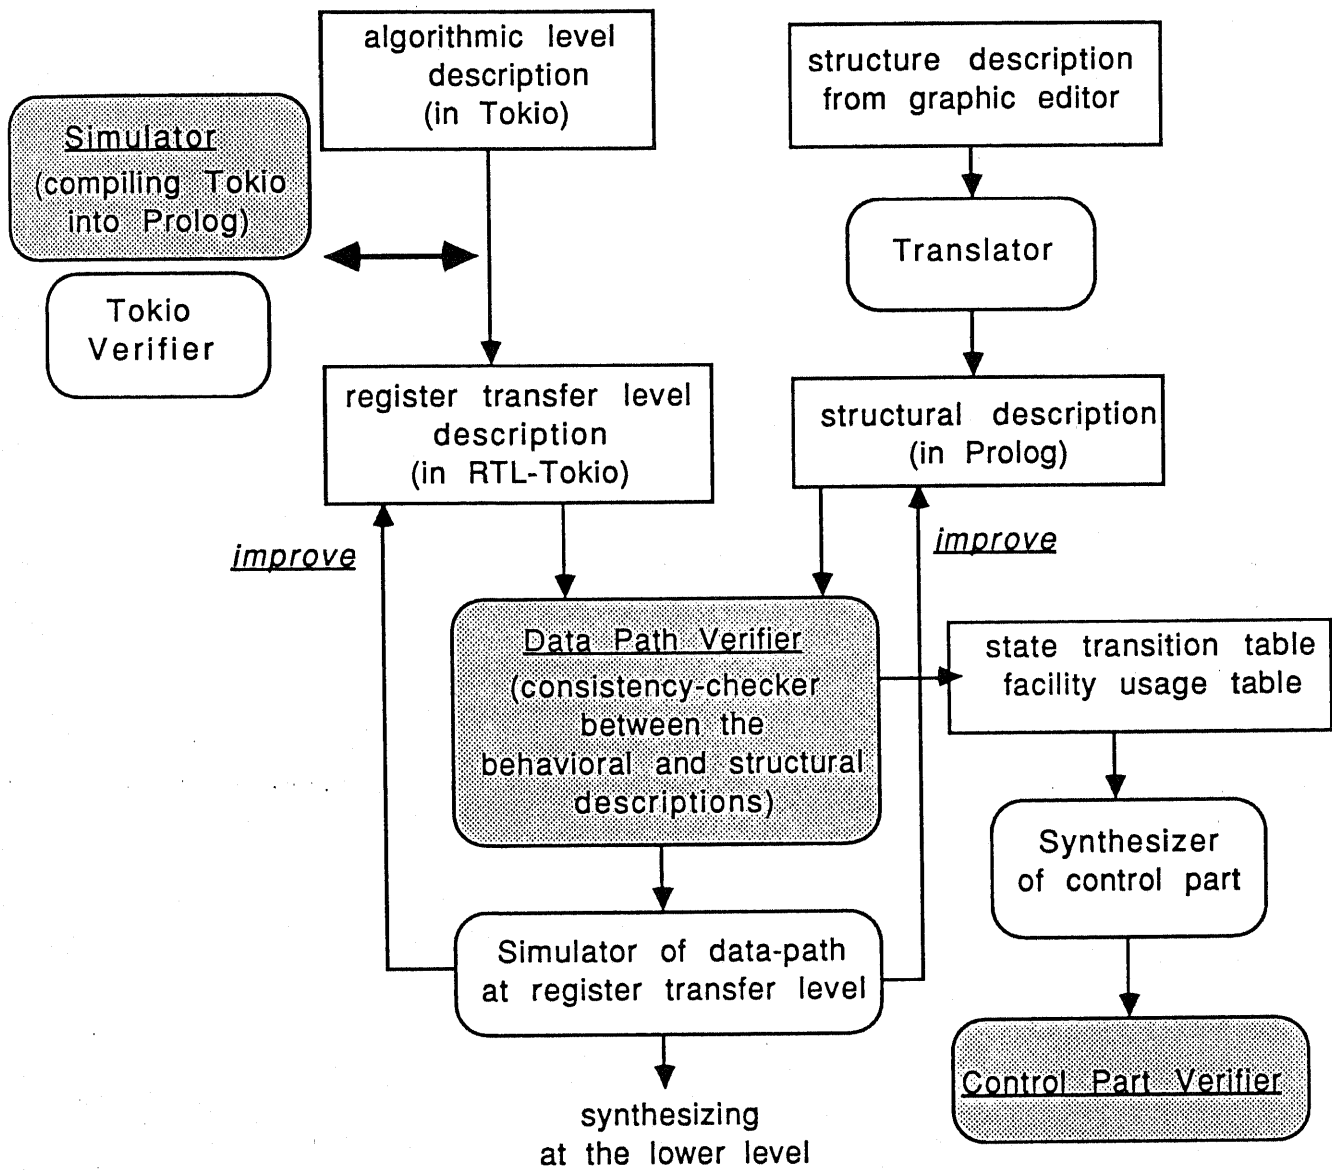 algorithmic level
description
(in Tokio)
structure description
from graphic editor
Simulator
(compiling Tokio
into Prolog)
Translator
Tokio
Verifier
register transfer level
description
(in RTL-Tokio)
structural description
(in Prolog)
improve
improve
Data Path Verifier
(consistency-checker
between the
behavioral and structural
descriptions)
state transition table
facility usage table
Synthesizer
of control part
Simulator of data-path
at register transfer level
Control Part Verifier
synthesizing
at the lower level